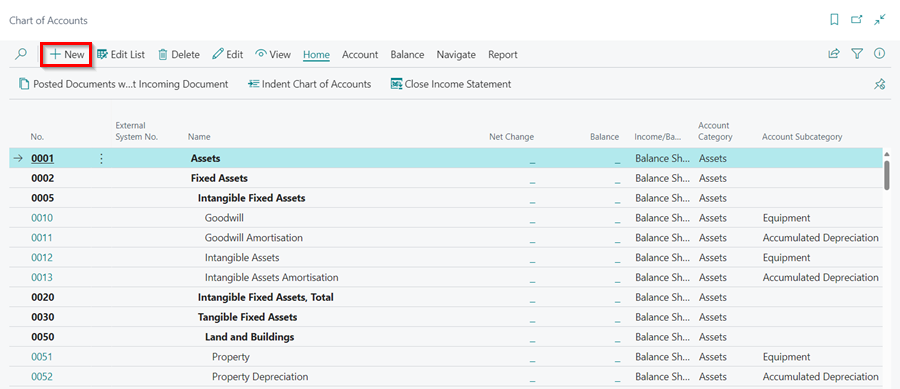 Chart of Accounts
New Edit List Delete Edit View Home Account Balance Navigate Report
Posted Documents w...t Incoming Document Indent Chart of Accounts Close Income Statement
No. External System No. Name Net Change Balance Income/Ba... Account Category Account Subcategory
0001 Assets _ _ Balance Sh... Assets
0002 Fixed Assets _ _ Balance Sh... Assets
0005 Intangible Fixed Assets _ _ Balance Sh... Assets
0010 Goodwill _ _ Balance Sh... Assets Equipment
0011 Goodwill Amortisation _ _ Balance Sh... Assets Accumulated Depreciation
0012 Intangible Assets _ _ Balance Sh... Assets Equipment
0013 Intangible Assets Amortisation _ _ Balance Sh... Assets Accumulated Depreciation
0020 Intangible Fixed Assets, Total _ _ Balance Sh... Assets
0030 Tangible Fixed Assets _ _ Balance Sh... Assets
0050 Land and Buildings _ _ Balance Sh... Assets
0051 Property _ _ Balance Sh... Assets Equipment
0052 Property Depreciation _ _ Balance Sh... Assets Accumulated Depreciation